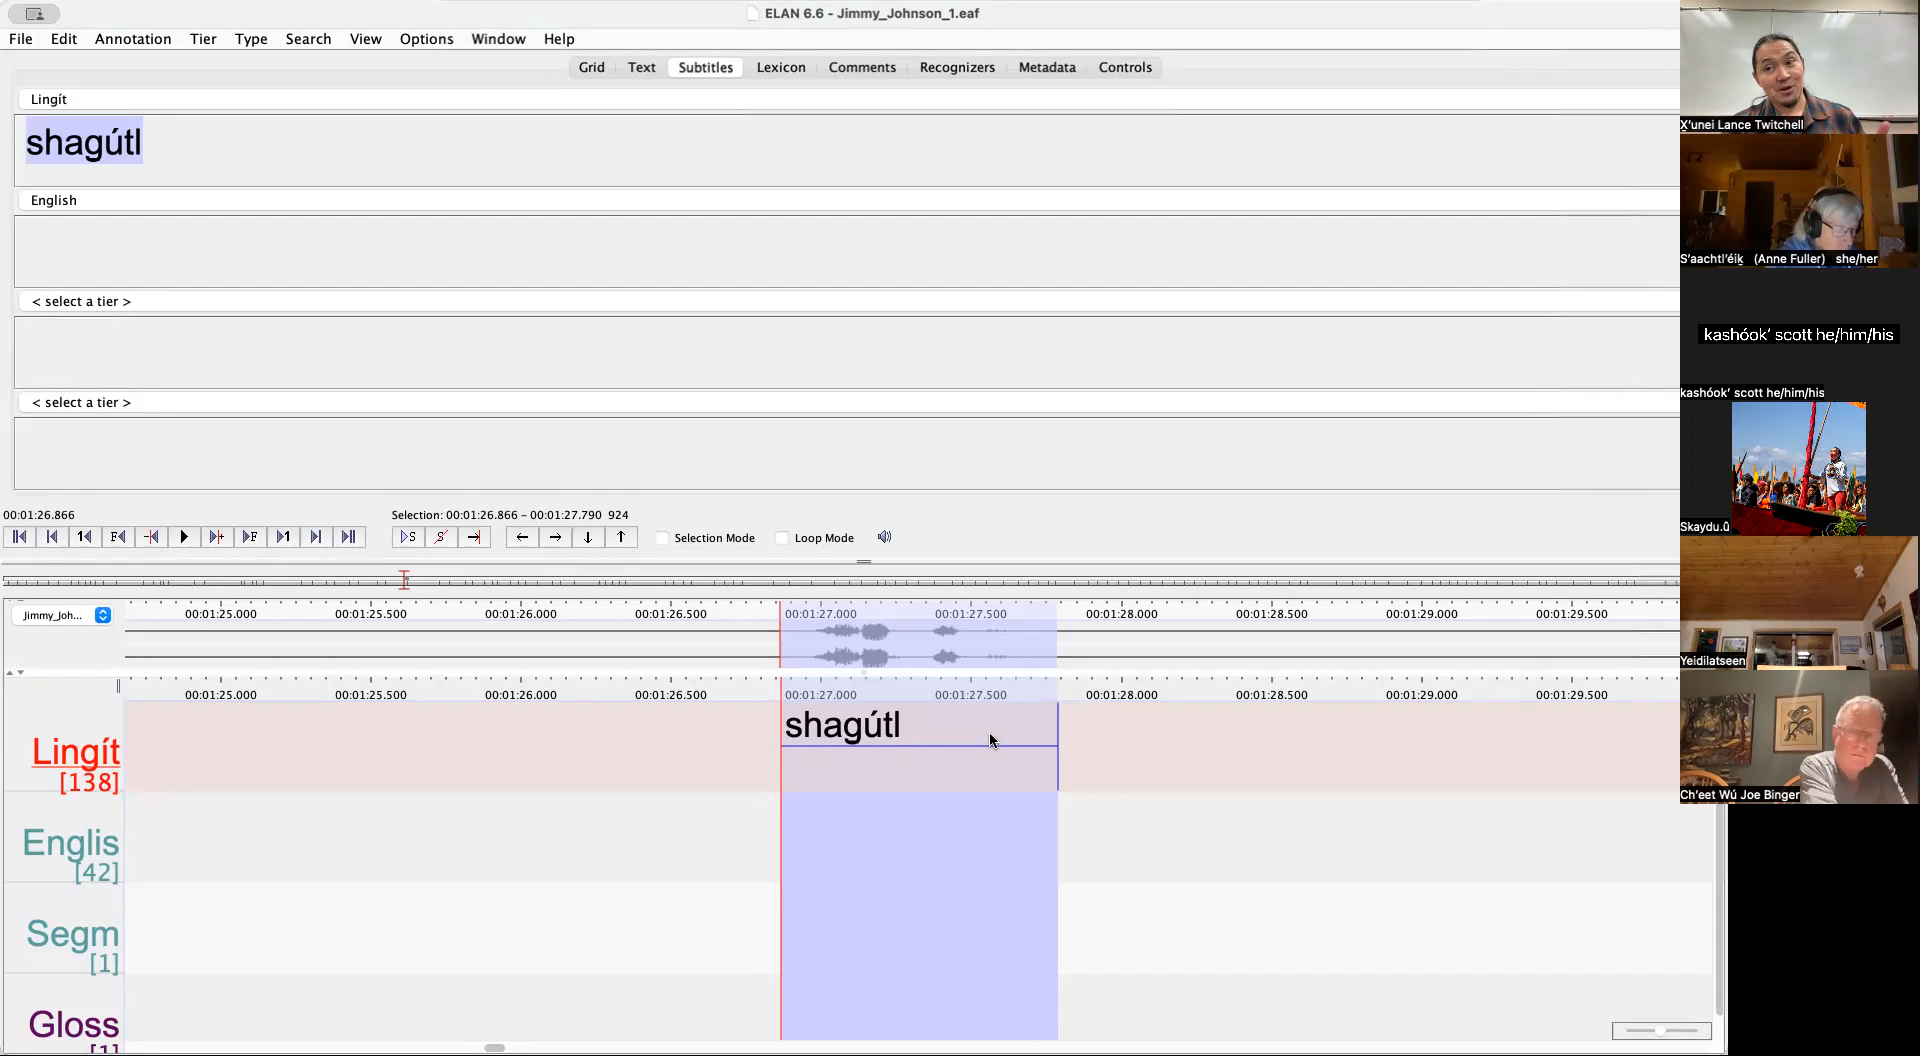 ELAN 6.6 - Jimmy_Johnson_1.eaf
File Edit Annotation Tier Type Search View Options Window Help
Grid Text Subtitles Lexicon Comments Recognizers Metadata Controls
Lingít
shagútl
English
< select a tier >
< select a tier >
00:01:26.866
Selection: 00:01:26.866 - 00:01:27.790 924
Selection Mode
Loop Mode
Jimmy_Joh...
00:01:25.000 00:01:25.500 00:01:26.000 00:01:26.500 00:01:27.000 00:01:27.500 00:01:28.000 00:01:28.500 00:01:29.000 00:01:29.500
00:01:25.000 00:01:25.500 00:01:26.000 00:01:26.500 00:01:27.000 00:01:27.500 00:01:28.000 00:01:28.500 00:01:29.000 00:01:29.500
Lingít
[138]
shagútl
Englis
[42]
Segm
[1]
Gloss
[1]
X̱ʼunei Lance Twitchell
Sʼaachtlʼéiḵ (Anne Fuller) she/her
kashóokʼ scott he/him/his
kashóokʼ scott he/him/his
Skaydu.û
Yeidilatseen
Chʼeet Wú Joe Binger